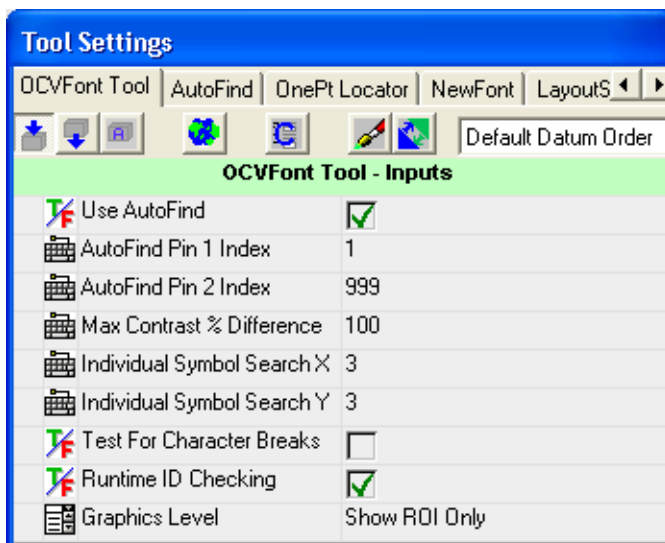 Tool Settings
OCVFont Tool AutoFind OnePt Locator NewFont LayoutS
A Default Datum Order
OCVFont Tool - Inputs
T/F Use AutoFind
AutoFind Pin 1 Index 1
AutoFind Pin 2 Index 999
Max Contrast % Difference 100
Individual Symbol Search X 3
Individual Symbol Search Y 3
T/F Test For Character Breaks
T/F Runtime ID Checking
Graphics Level Show ROI Only